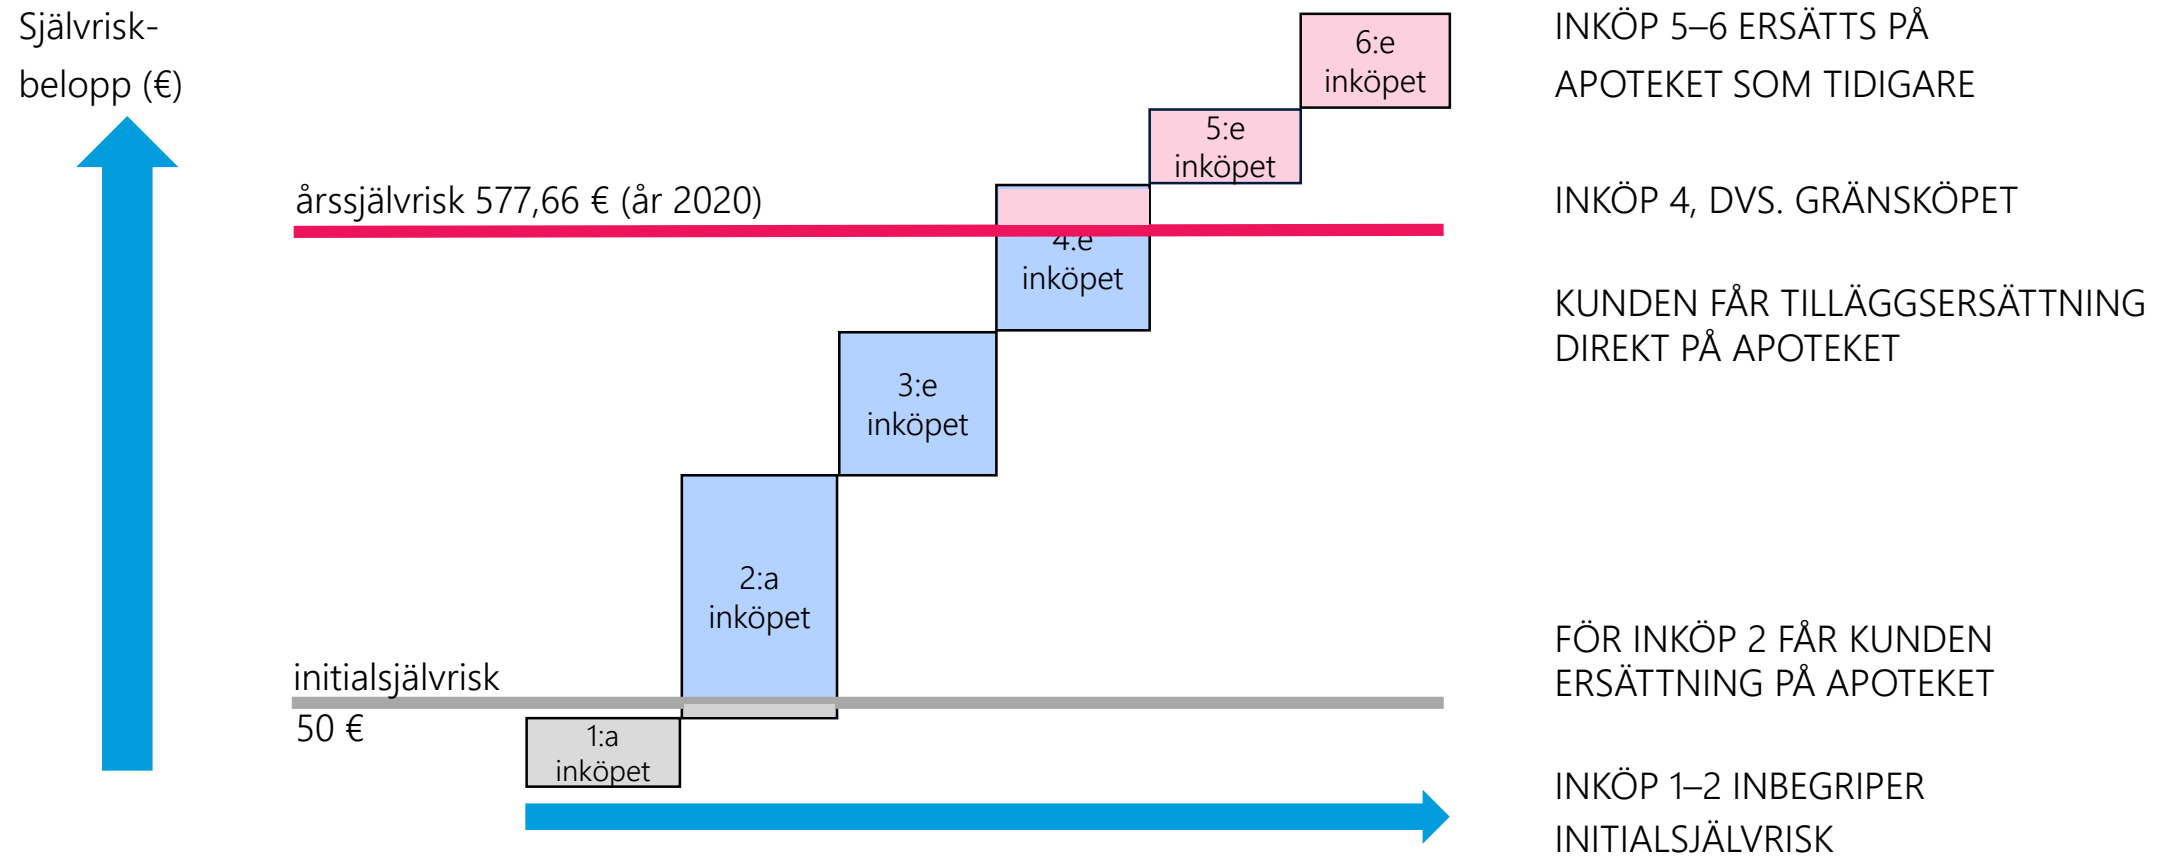 Självrisk-
belopp (€)
årssjälvrisk 577,66 € (år 2020)
initialsjälvrisk
50 €
1:a
inköpet
2:a
inköpet
3:e
inköpet
4:e
inköpet
5:e
inköpet
6:e
inköpet
INKÖP 5–6 ERSÄTTS PÅ
APOTEKET SOM TIDIGARE
INKÖP 4, DVS. GRÄNSKÖPET
KUNDEN FÅR TILLÄGGSERSÄTTNING
DIREKT PÅ APOTEKET
FÖR INKÖP 2 FÅR KUNDEN
ERSÄTTNING PÅ APOTEKET
INKÖP 1–2 INBEGRIPER
INITIALSJÄLVRISK